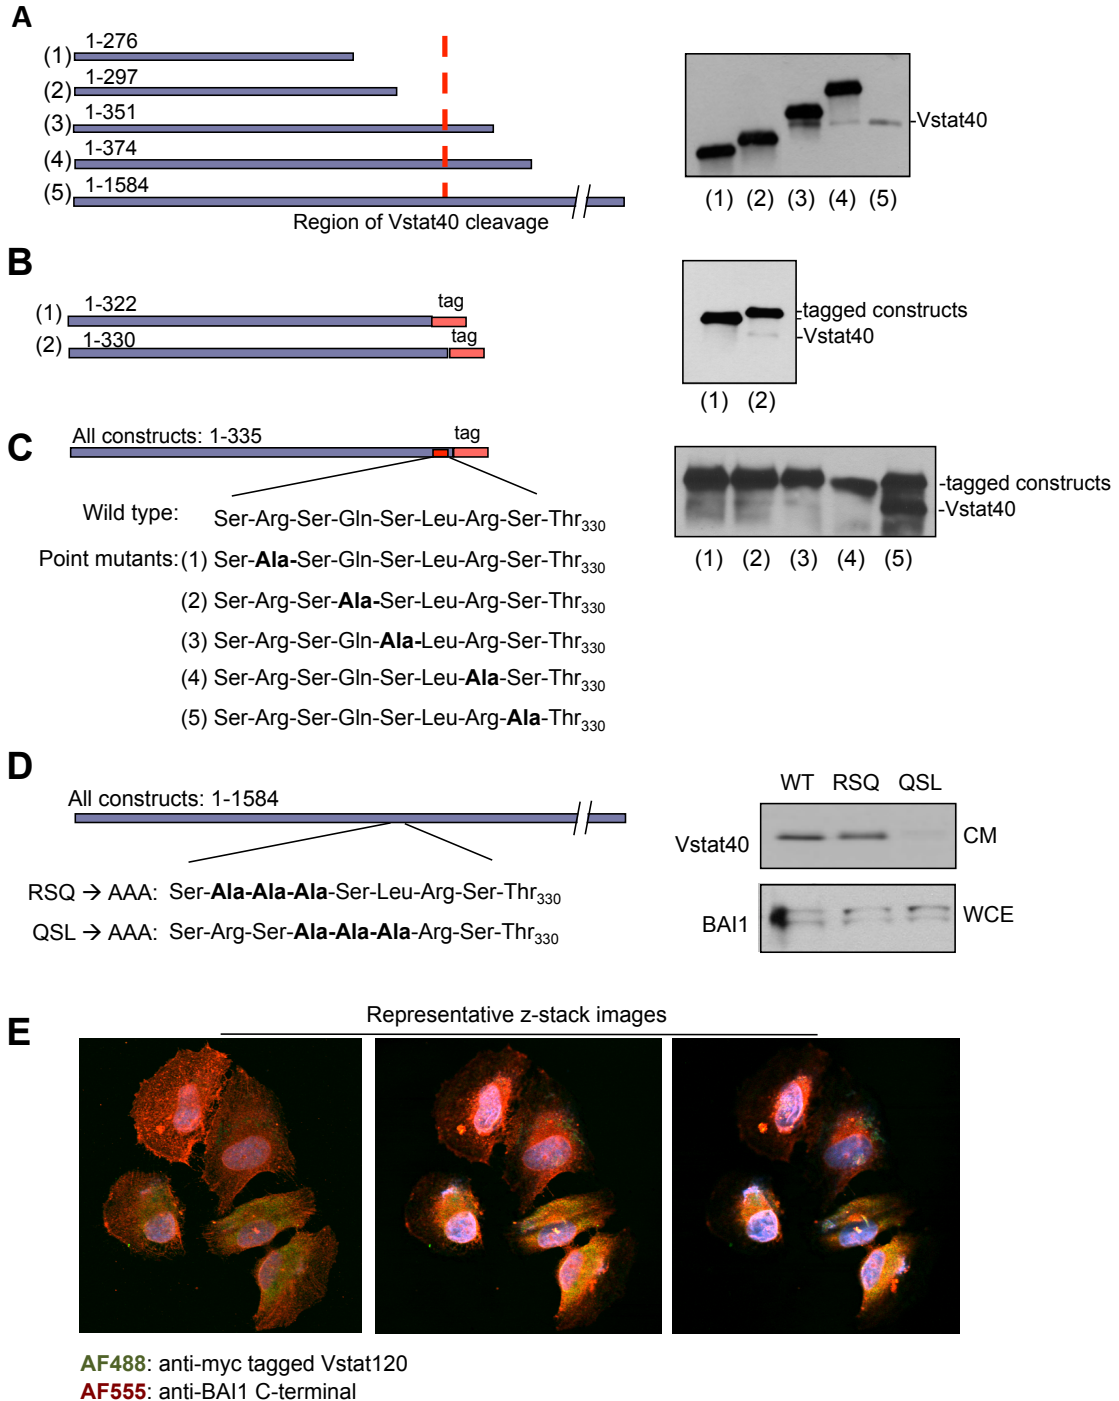 A
(1) 1-276
(2) 1-297
(3) 1-351
(4) 1-374
(5) 1-1584
Region of Vstat40 cleavage
-Vstat40
(1) (2) (3) (4) (5)
B
(1) 1-322 tag
(2) 1-330 tag
-tagged constructs
-Vstat40
(1) (2)
C
All constructs: 1-335 tag
Wild type: Ser-Arg-Ser-Gln-Ser-Leu-Arg-Ser-Thr330
Point mutants: (1) Ser-Ala-Ser-Gln-Ser-Leu-Arg-Ser-Thr330
(2) Ser-Arg-Ser-Ala-Ser-Leu-Arg-Ser-Thr330
(3) Ser-Arg-Ser-Gln-Ala-Leu-Arg-Ser-Thr330
(4) Ser-Arg-Ser-Gln-Ser-Leu-Ala-Ser-Thr330
(5) Ser-Arg-Ser-Gln-Ser-Leu-Arg-Ala-Thr330
-tagged constructs
-Vstat40
(1) (2) (3) (4) (5)
D
All constructs: 1-1584
RSQ → AAA: Ser-Ala-Ala-Ala-Ser-Leu-Arg-Ser-Thr330
QSL → AAA: Ser-Arg-Ser-Ala-Ala-Ala-Arg-Ser-Thr330
WT RSQ QSL
Vstat40 CM
BAI1 WCE
E
Representative z-stack images
AF488: anti-myc tagged Vstat120
AF555: anti-BAI1 C-terminal